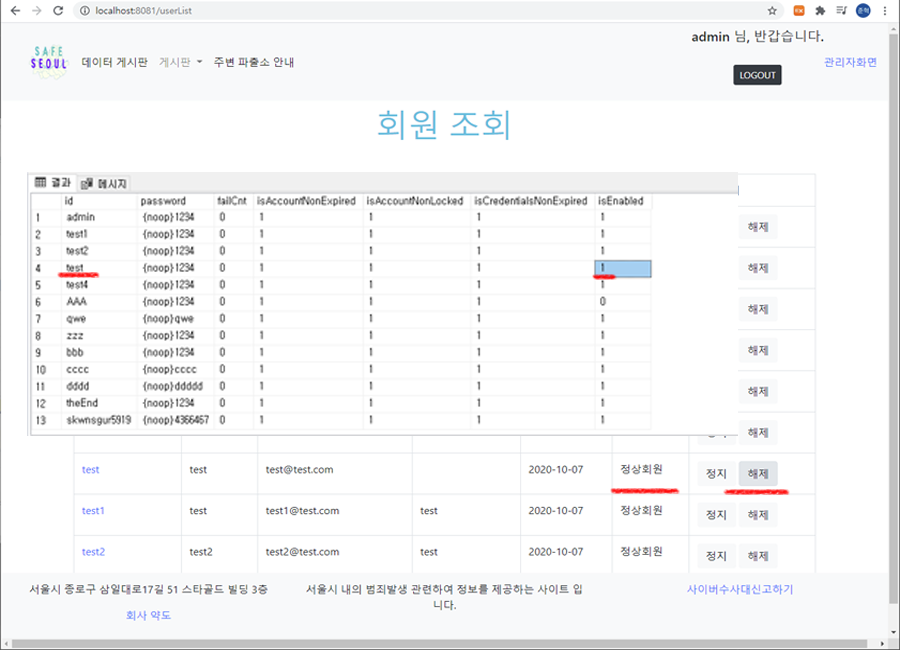 localhost:8081/userList
admin 님, 반갑습니다.
SAFE
SEOUL
데이터 게시판 게시판 주변 파출소 안내
LOGOUT
관리자화면
회원 조회
결과 메시지
id password failCnt isAccountNonExpired isAccountNonLocked isCredentialsNonExpired isEnabled
1 admin {noop}1234 0 1 1 1 1
2 test1 {noop}1234 0 1 1 1 1
3 test2 {noop}1234 0 1 1 1 1
4 test {noop}1234 0 1 1 1 1
5 test4 {noop}1234 0 1 1 1 1
6 AAA {noop}1234 0 1 1 1 0
7 qwe {noop}qwe 0 1 1 1 1
8 zzz {noop}1234 0 1 1 1 1
9 bbb {noop}1234 0 1 1 1 1
10 cccc {noop}cccc 0 1 1 1 1
11 dddd {noop}ddddd 0 1 1 1 1
12 theEnd {noop}1234 0 1 1 1 1
13 skwnsgur5919 {noop}4366467 0 1 1 1 1
해제
해제
해제
해제
해제
해제
test test test@test.com 2020-10-07 정상회원 정지 해제
test1 test test1@test.com test 2020-10-07 정상회원 정지 해제
test2 test2 test2@test.com test 2020-10-07 정상회원 정지 해제
서울시 종로구 삼일대로17길 51 스타골드 빌딩 3층
회사 약도
서울시 내의 범죄발생 관련하여 정보를 제공하는 사이트 입
니다.
사이버수사대신고하기